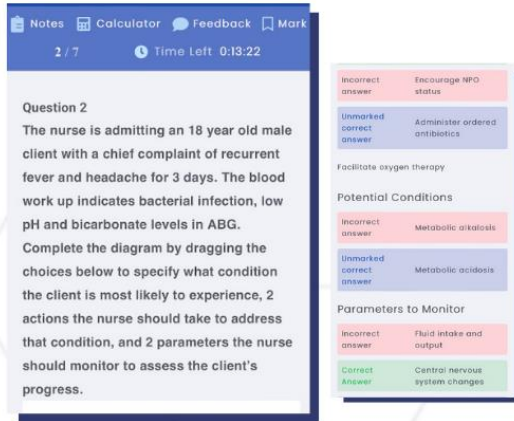 Notes Calculator Feedback Mark
2 / 7 Time Left 0:13:22
Question 2
The nurse is admitting an 18 year old male
client with a chief complaint of recurrent
fever and headache for 3 days. The blood
work up indicates bacterial infection, low
pH and bicarbonate levels in ABG.
Complete the diagram by dragging the
choices below to specify what condition
the client is most likely to experience, 2
actions the nurse should take to address
that condition, and 2 parameters the nurse
should monitor to assess the client's
progress.
Incorrect answer
Encourage NPO status
Unmarked correct answer
Administer ordered antibiotics
Facilitate oxygen therapy
Potential Conditions
Incorrect answer
Metabolic alkalosis
Unmarked correct answer
Metabolic acidosis
Parameters to Monitor
Incorrect answer
Fluid intake and output
Correct Answer
Central nervous system changes